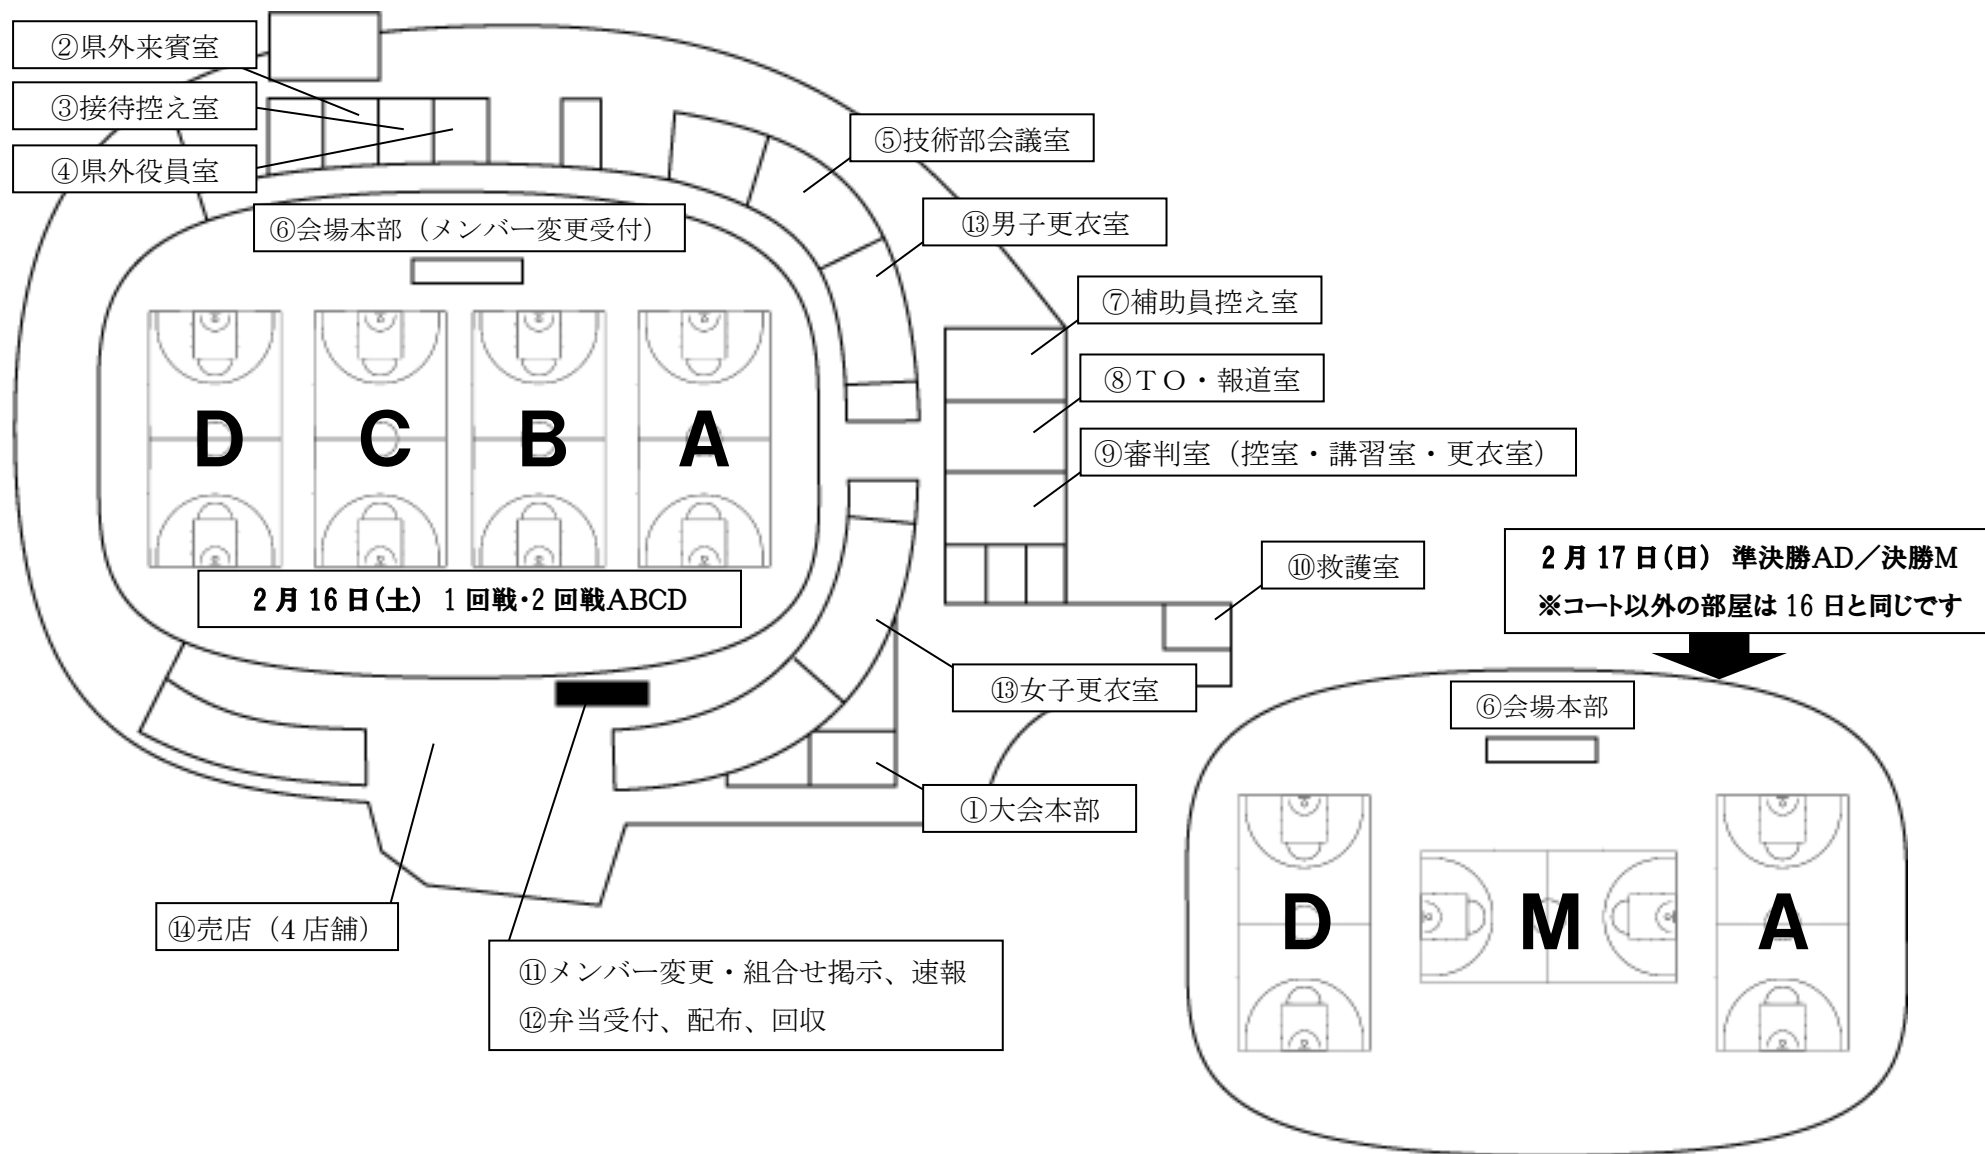 ②県外来賓室
③接待控え室
④県外役員室
⑤技術部会議室
⑥会場本部（メンバー変更受付）
⑬男子更衣室
⑦補助員控え室
⑧ＴＯ・報道室
⑨審判室（控室・講習室・更衣室）
D
C
B
A
2月16日(土) 1回戦・2回戦ABCD
⑩救護室
⑬女子更衣室
①大会本部
⑭売店（4店舗）
⑪メンバー変更・組合せ掲示、速報
⑫弁当受付、配布、回収
2月17日(日) 準決勝AD／決勝M
※コート以外の部屋は16日と同じです
⑥会場本部
D
M
A